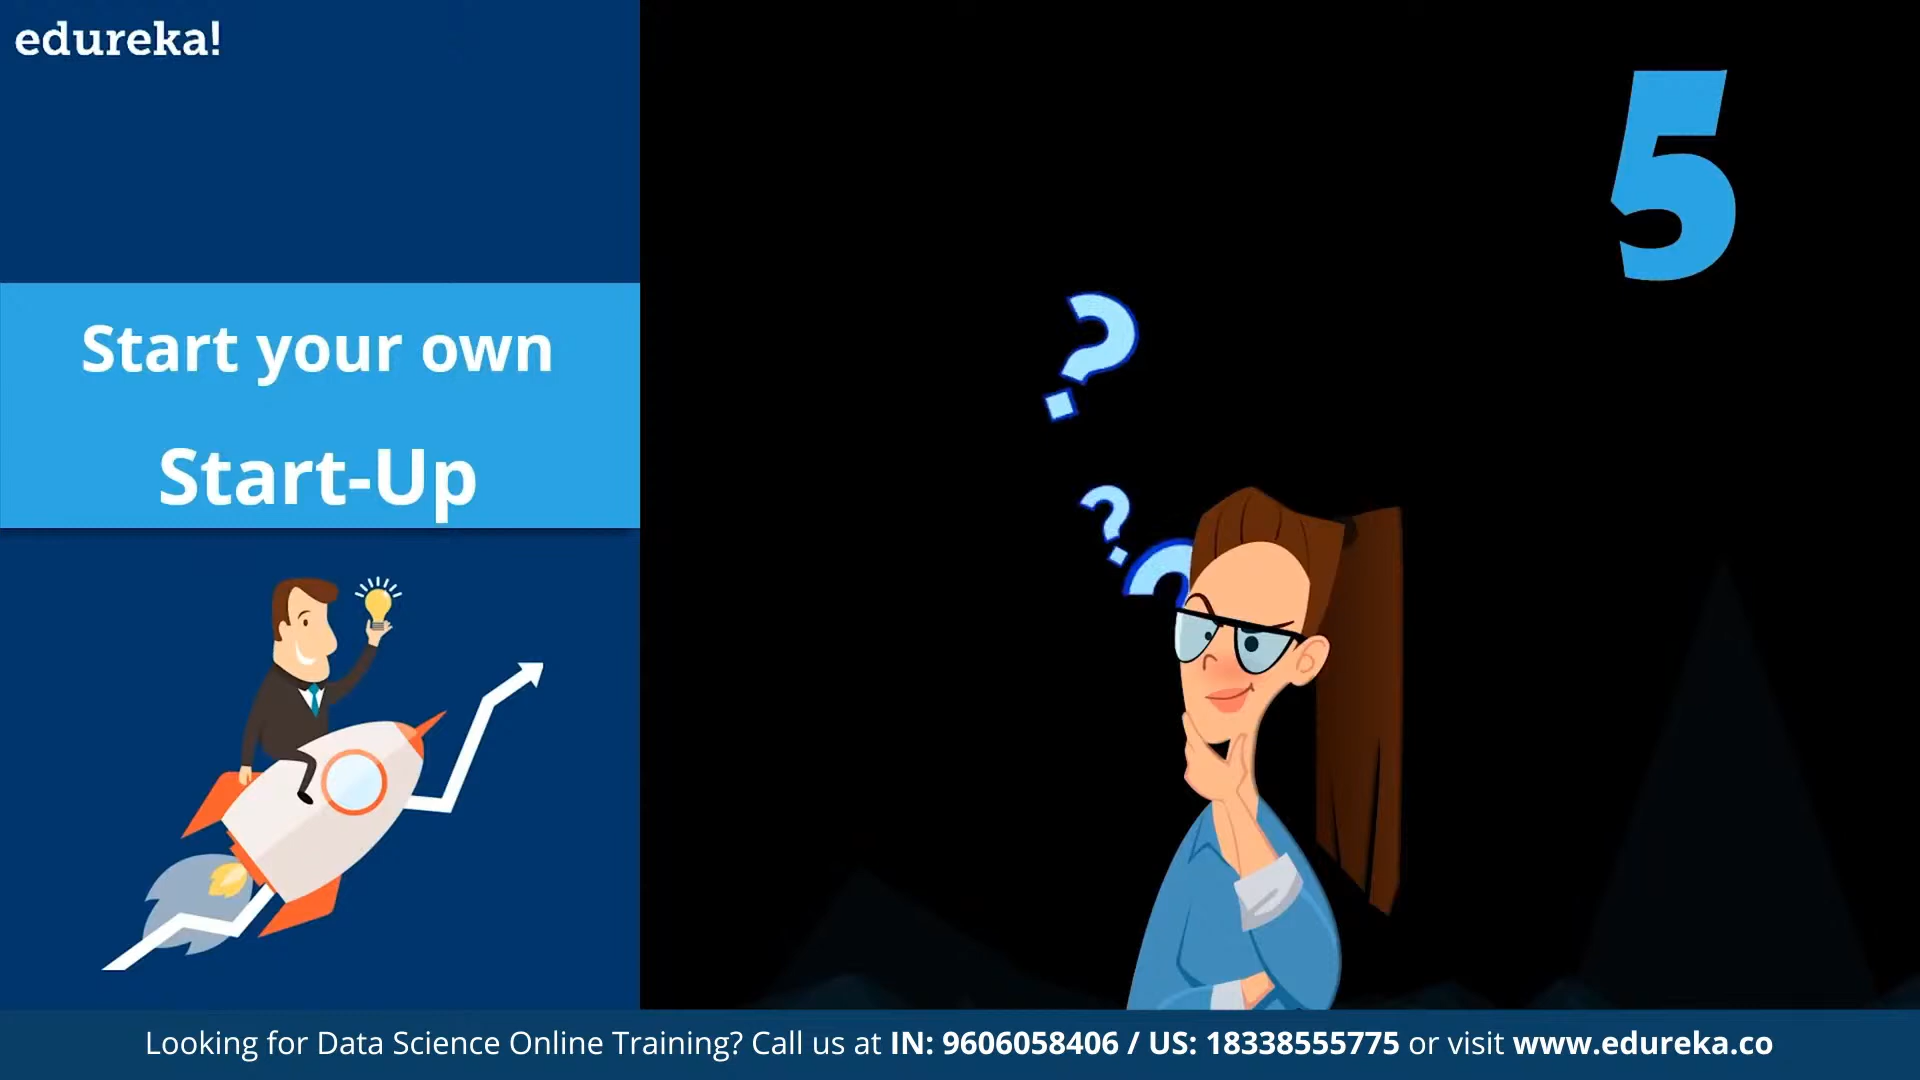 edureka!
5
Start your own
Start-Up
?
?
Looking for Data Science Online Training? Call us at IN: 9606058406 / US: 18338555775 or visit www.edureka.co